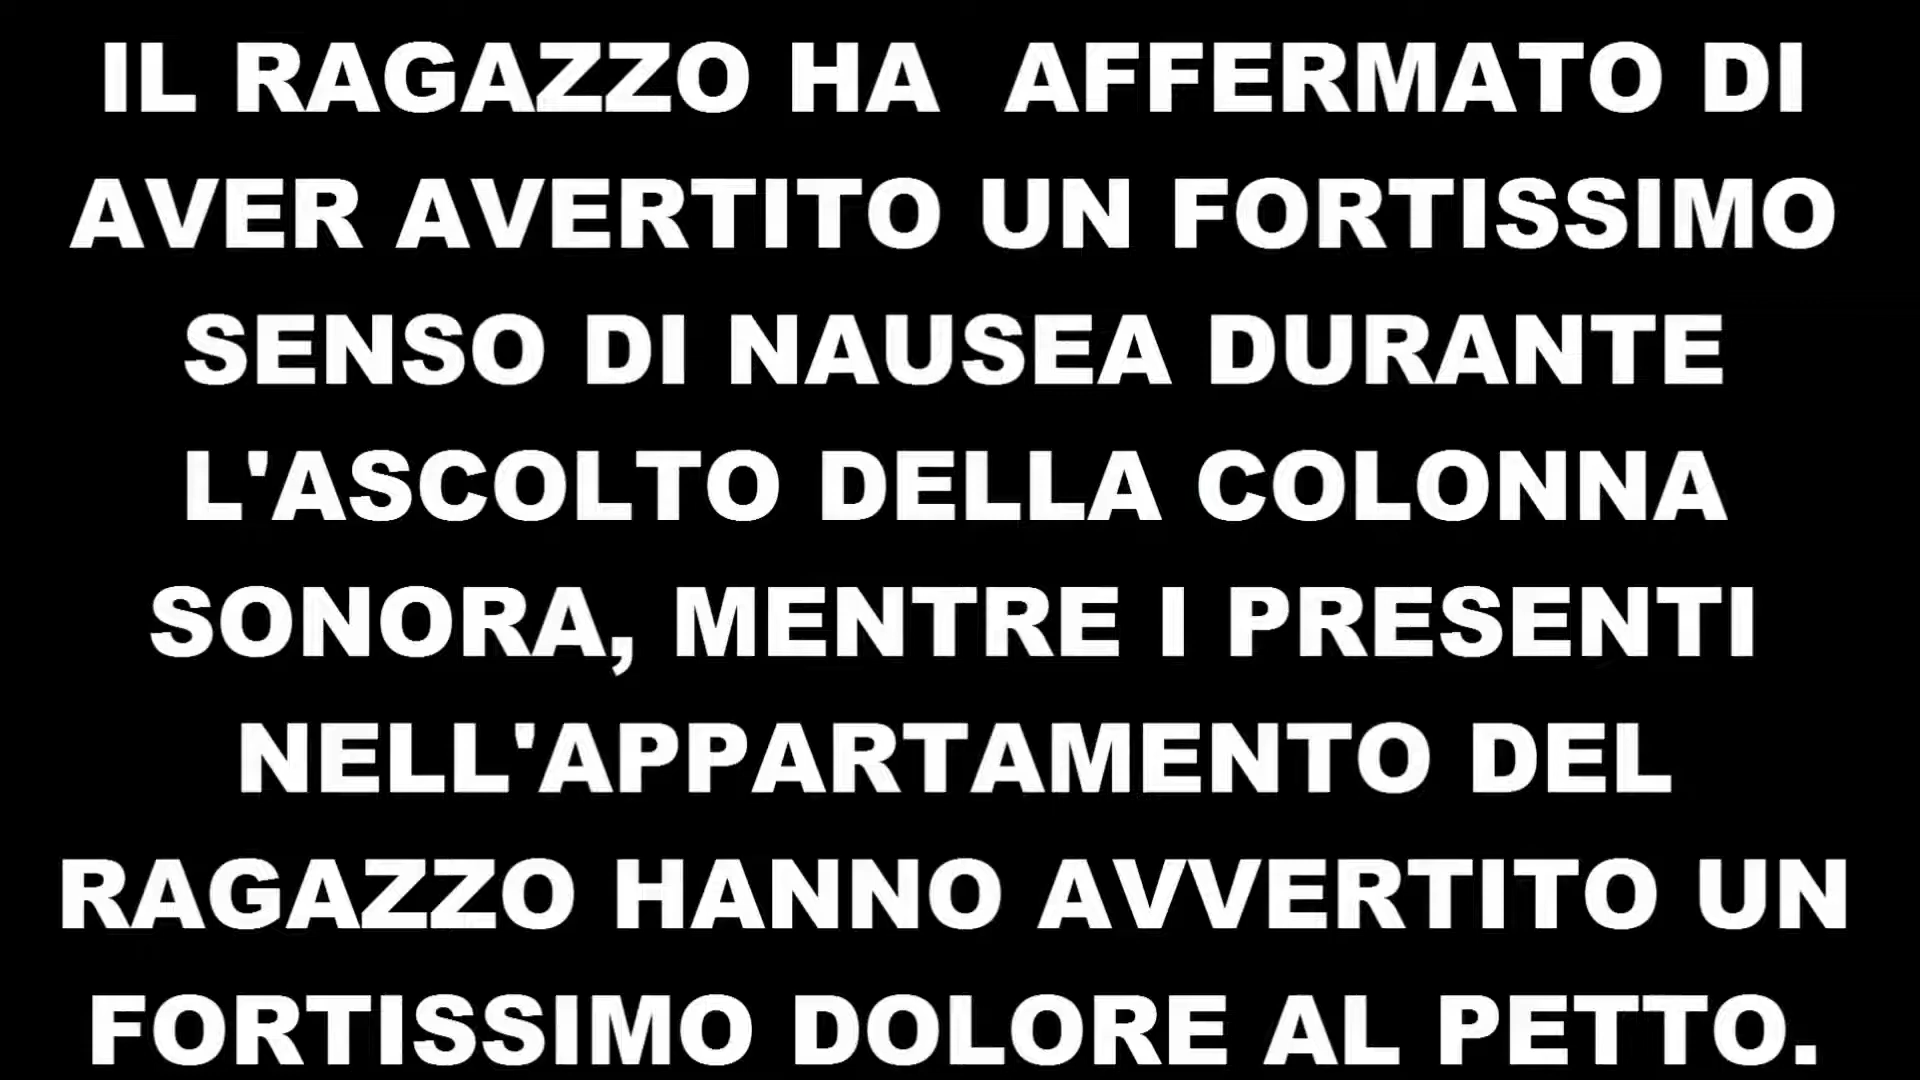 IL RAGAZZO HA  AFFERMATO DI
AVER AVERTITO UN FORTISSIMO
SENSO DI NAUSEA DURANTE
L'ASCOLTO DELLA COLONNA
SONORA, MENTRE I PRESENTI
NELL'APPARTAMENTO DEL
RAGAZZO HANNO AVVERTITO UN
FORTISSIMO DOLORE AL PETTO.